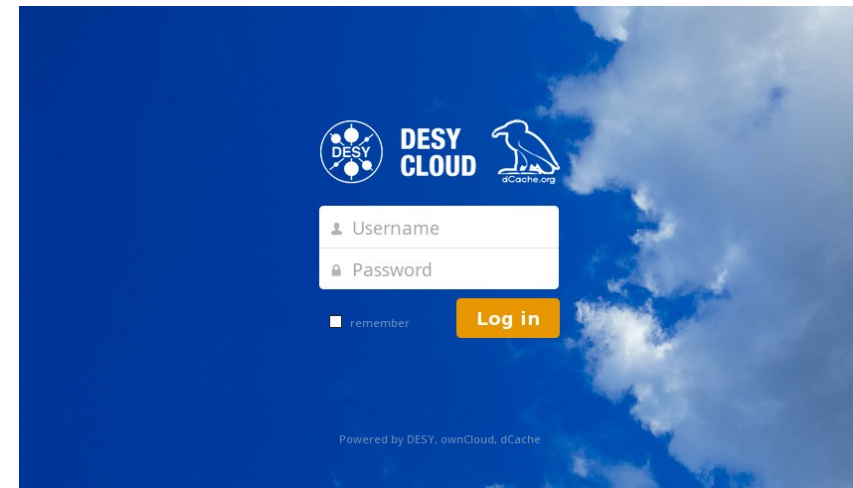 DESY
DESY
CLOUD
dCache.org
Username
Password
remember
Log in
Powered by DESY, ownCloud, dCache